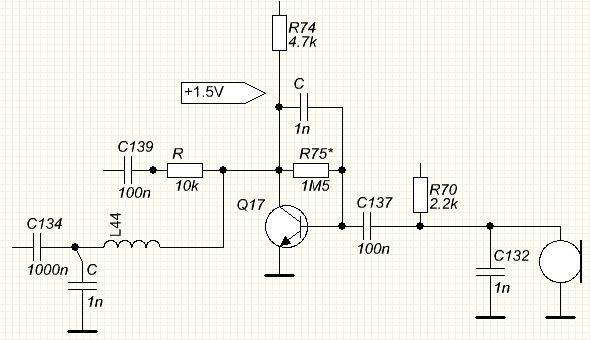 R74
4.7k
+1.5V
C
1n
C139
100n
R
10k
R75*
1M5
Q17
C137
100n
R70
2.2k
C134
1000n
L44
C
1n
C132
1n